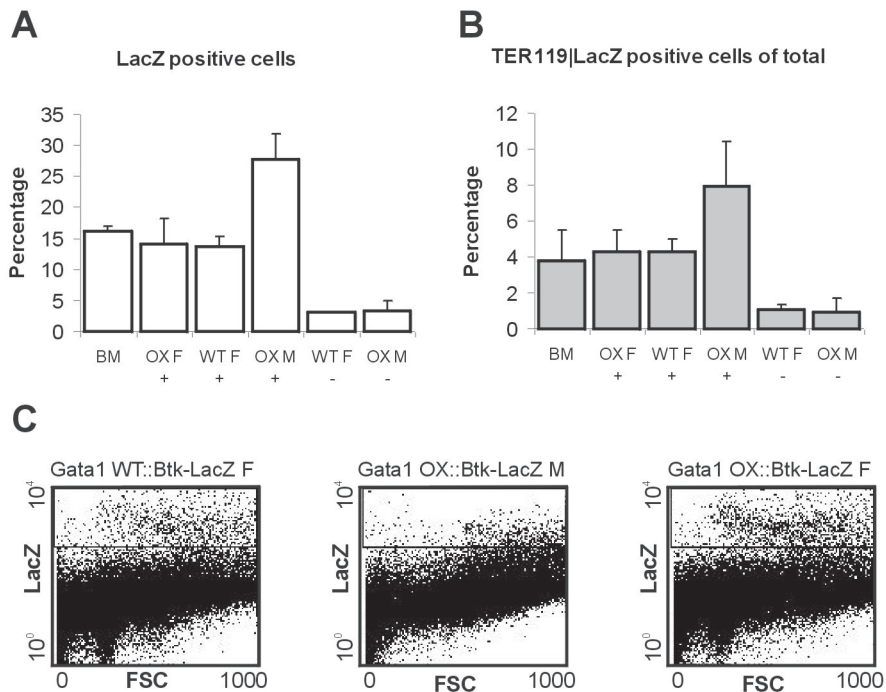 A
LacZ positive cells
Percentage
35
30
25
20
15
10
5
0
BM OX F WT F OX M WT F OX M
+ + + - -
B
TER119|LacZ positive cells of total
Percentage
12
10
8
6
4
2
0
BM OX F WT F OX M WT F OX M
+ + + - -
C
Gata1 WT::Btk-LacZ F
10⁴
LacZ
10⁰
0 FSC 1000
Gata1 OX::Btk-LacZ M
10⁴
LacZ
10⁰
0 FSC 1000
Gata1 OX::Btk-LacZ F
10⁴
LacZ
10⁰
0 FSC 1000